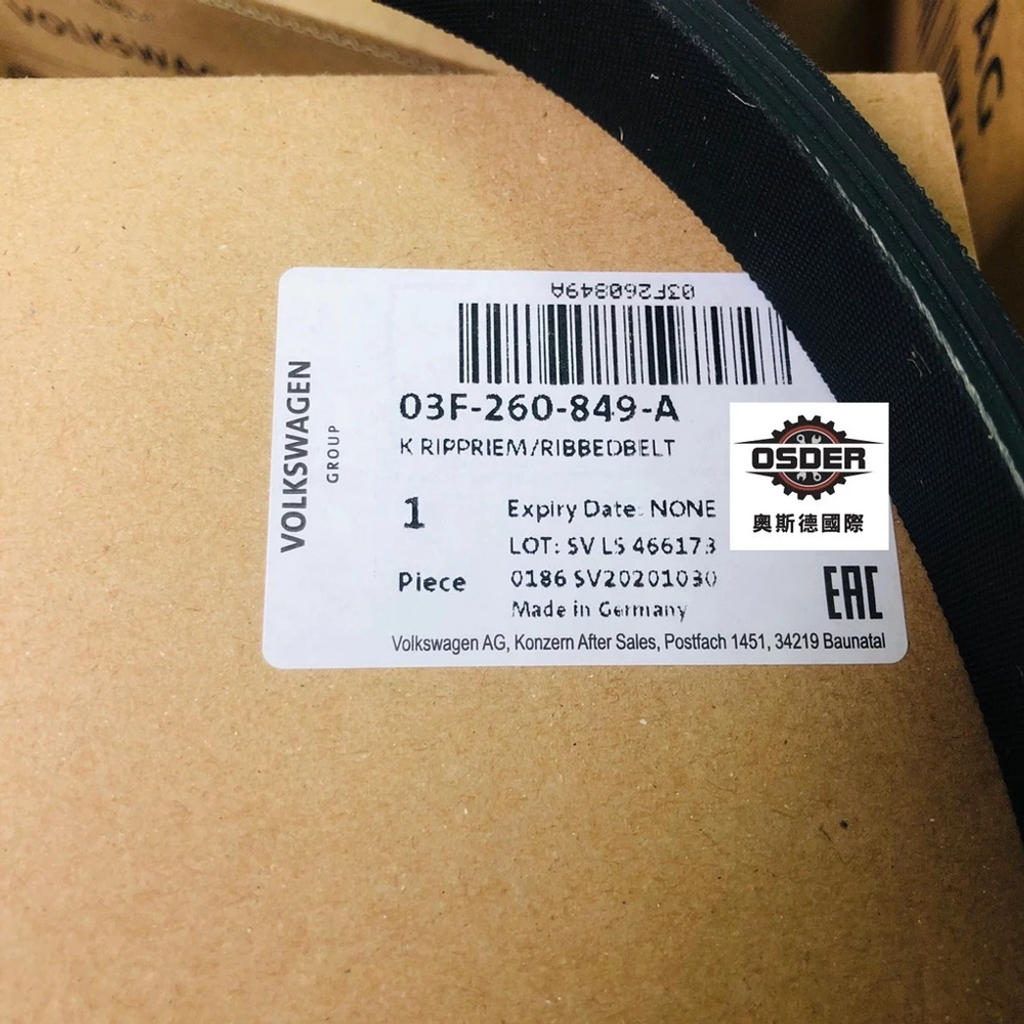 VOLKSWAG
AG
03F260849A
03F-260-849-A
K RIPPRIEM/RIBBEDBELT
VOLKSWAGEN
GROUP
1
Piece
Expiry Date: NONE
LOT: SV LS 466173
0186 SV20201030
Made in Germany
EAC
Volkswagen AG, Konzern After Sales, Postfach 1451, 34219 Baunatal
OSDER
奧斯德國際